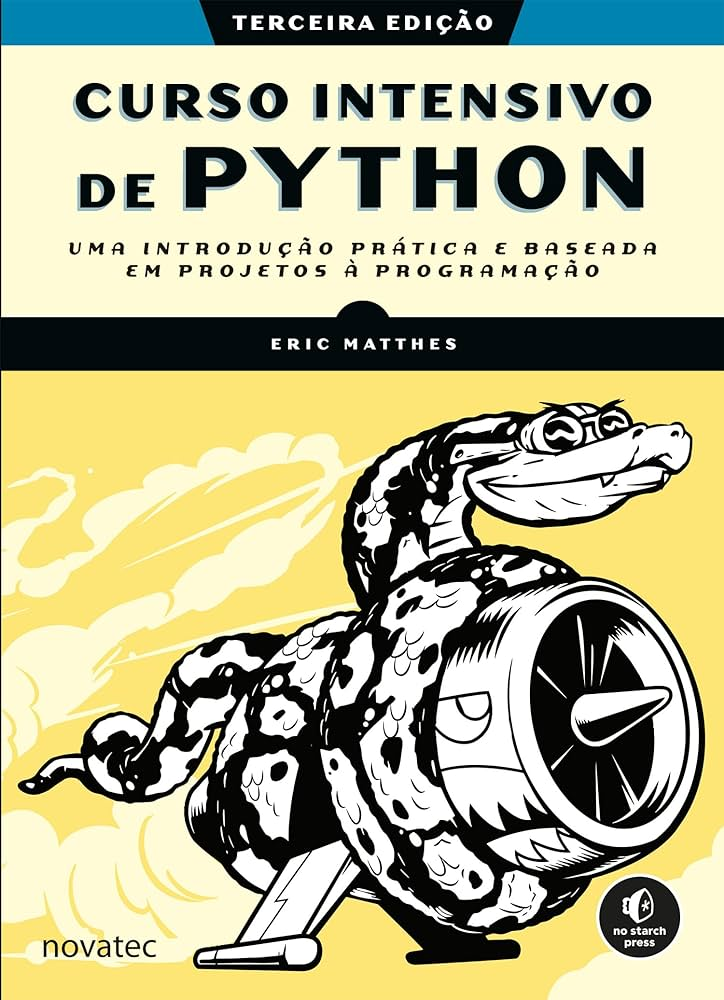 TERCEIRA EDIÇÃO
CURSO INTENSIVO
DE PYTHON
UMA INTRODUÇÃO PRÁTICA E BASEADA
EM PROJETOS À PROGRAMAÇÃO
ERIC MATTHES
novatec
no starch
press